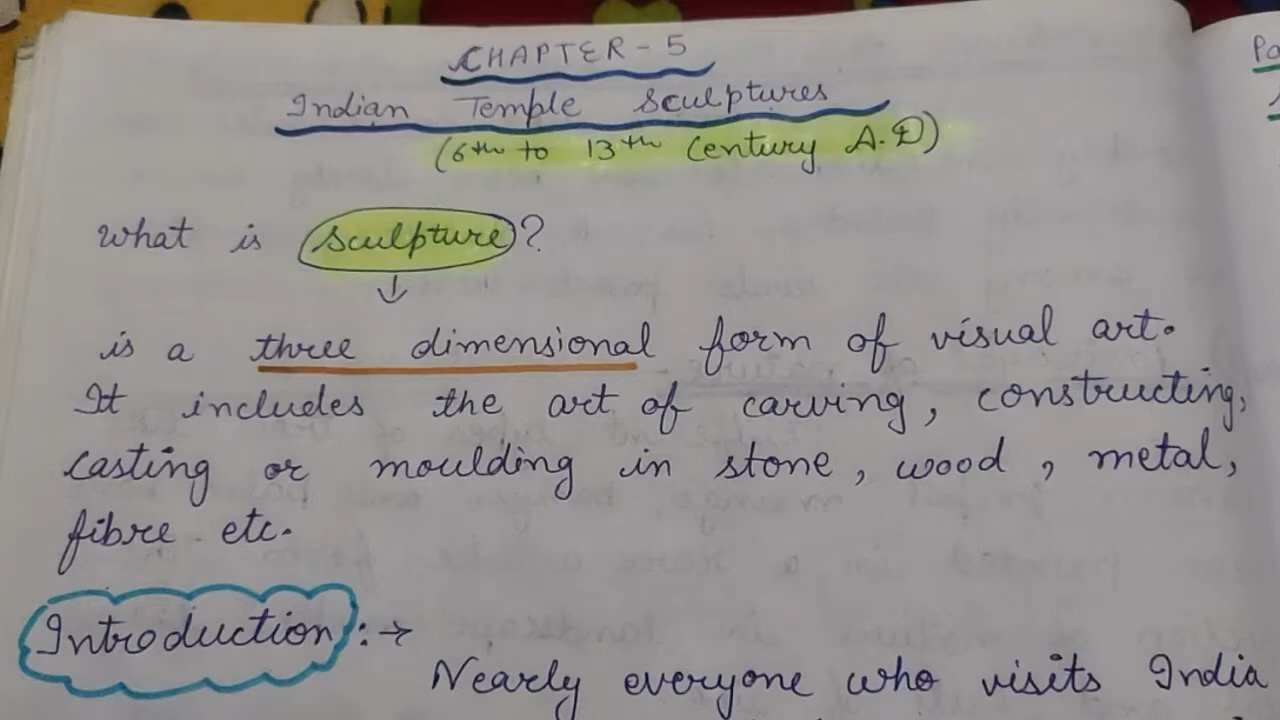 CHAPTER - 5
Indian Temple Sculptures
(6th to 13th Century A.D)
What is sculpture?
↓
is a three dimensional form of visual art.
It includes the art of carving, constructing,
casting or moulding in stone, wood, metal,
fibre etc.
Introduction :→
Nearly everyone who visits India